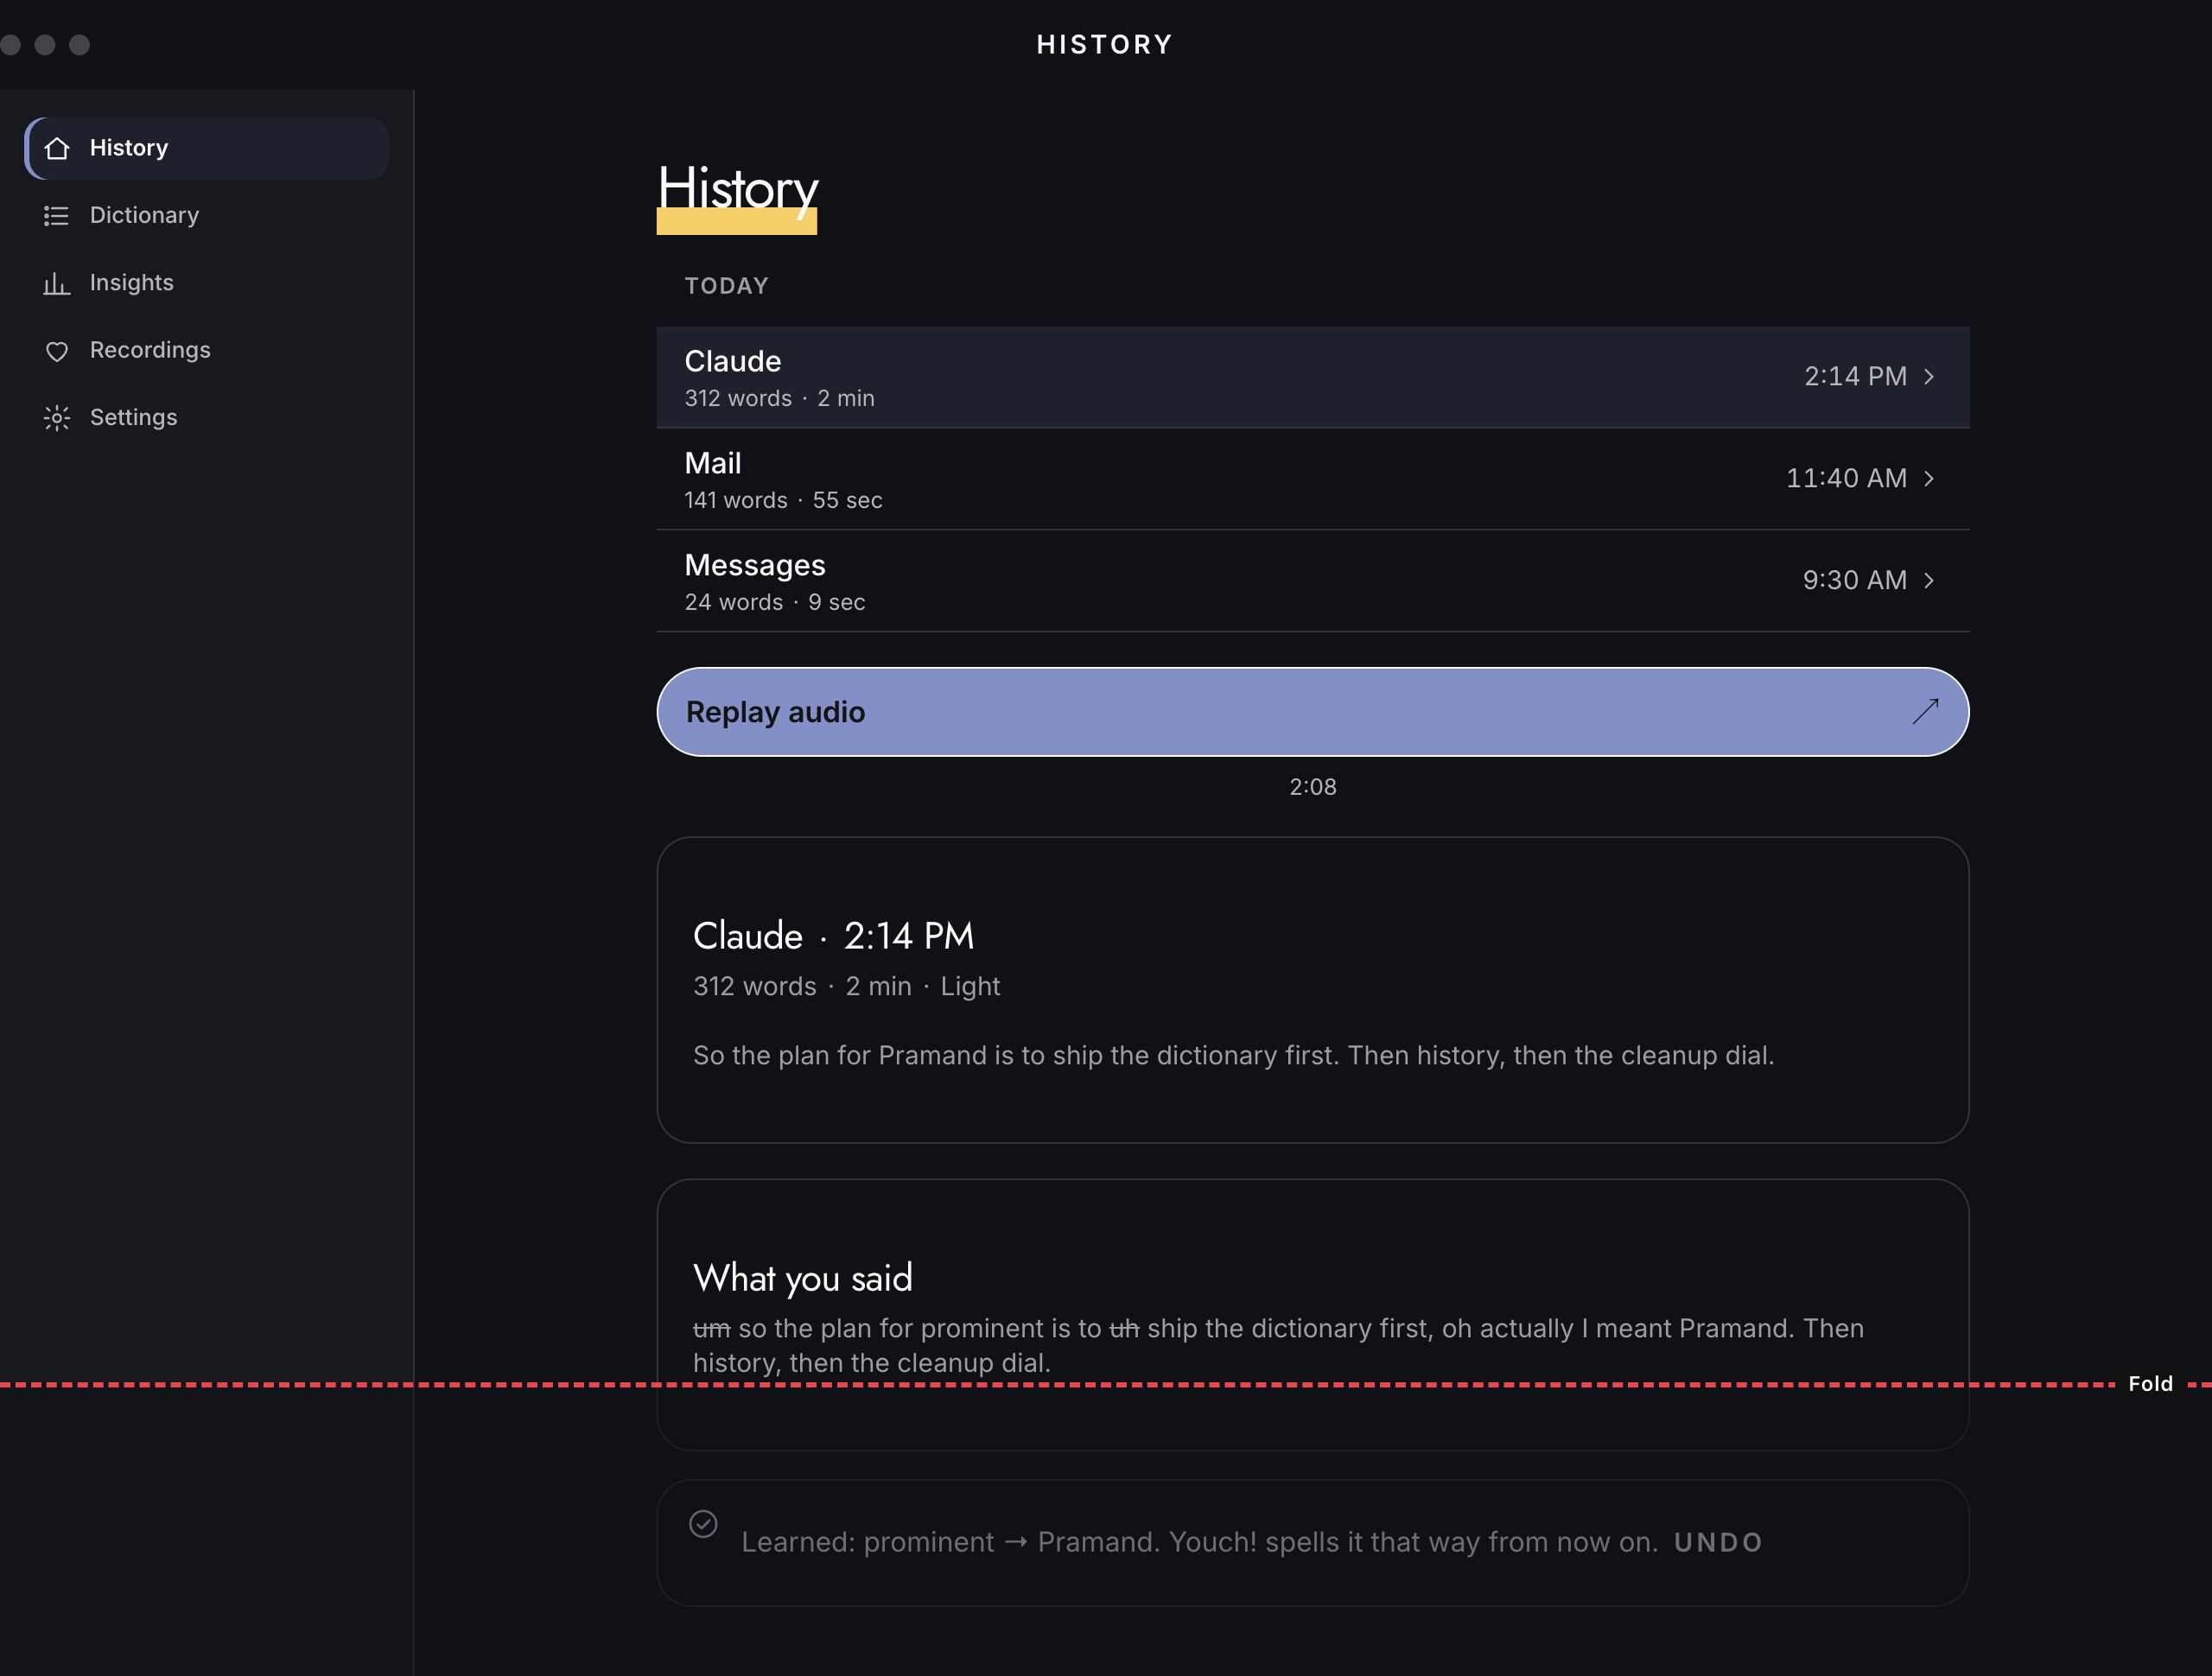 HISTORY
History
Dictionary
Insights
Recordings
Settings
History
TODAY
Claude
312 words · 2 min
2:14 PM
Mail
141 words · 55 sec
11:40 AM
Messages
24 words · 9 sec
9:30 AM
Replay audio
2:08
Claude · 2:14 PM
312 words · 2 min · Light
So the plan for Pramand is to ship the dictionary first. Then history, then the cleanup dial.
What you said
um so the plan for prominent is to uh ship the dictionary first, oh actually I meant Pramand. Then
history, then the cleanup dial.
Fold
Learned: prominent → Pramand. Youch! spells it that way from now on. UNDO